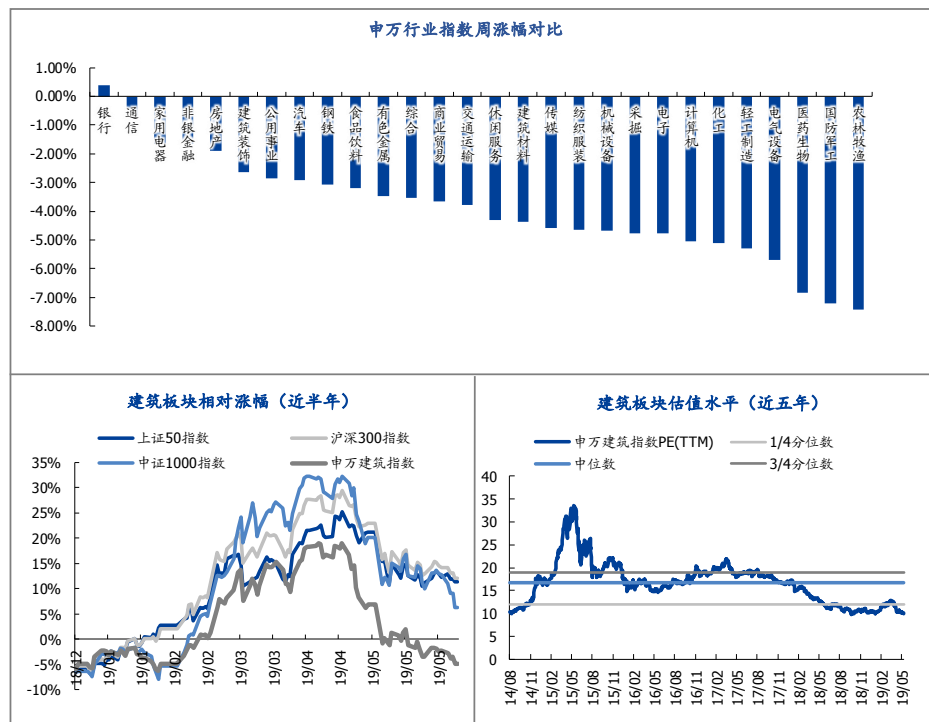 申万行业指数周涨幅对比
1.00%
0.00%
-1.00%
-2.00%
-3.00%
-4.00%
-5.00%
-6.00%
-7.00%
-8.00%
银行
通信
家用电器
非银金融
房地产
建筑装饰
公用事业
汽车
钢铁
食品饮料
有色金属
综合
商业贸易
交通运输
休闲服务
建筑材料
传媒
纺织服装
机械设备
采掘
电子
计算机
化工
轻工制造
电气设备
医药生物
国防军工
农林牧渔
建筑板块相对涨幅（近半年）
上证50指数
沪深300指数
中证1000指数
申万建筑指数
35%
30%
25%
20%
15%
10%
5%
0%
-5%
-10%
18/12
19/01
19/01
19/02
19/02
19/03
19/03
19/04
19/04
19/05
19/05
19/05
建筑板块估值水平（近五年）
申万建筑指数PE(TTM)
1/4分位数
中位数
3/4分位数
40
35
30
25
20
15
10
5
0
14/08
14/11
15/02
15/05
15/08
15/11
16/02
16/05
16/08
16/11
17/02
17/05
17/08
17/11
18/02
18/05
18/08
18/11
19/02
19/05